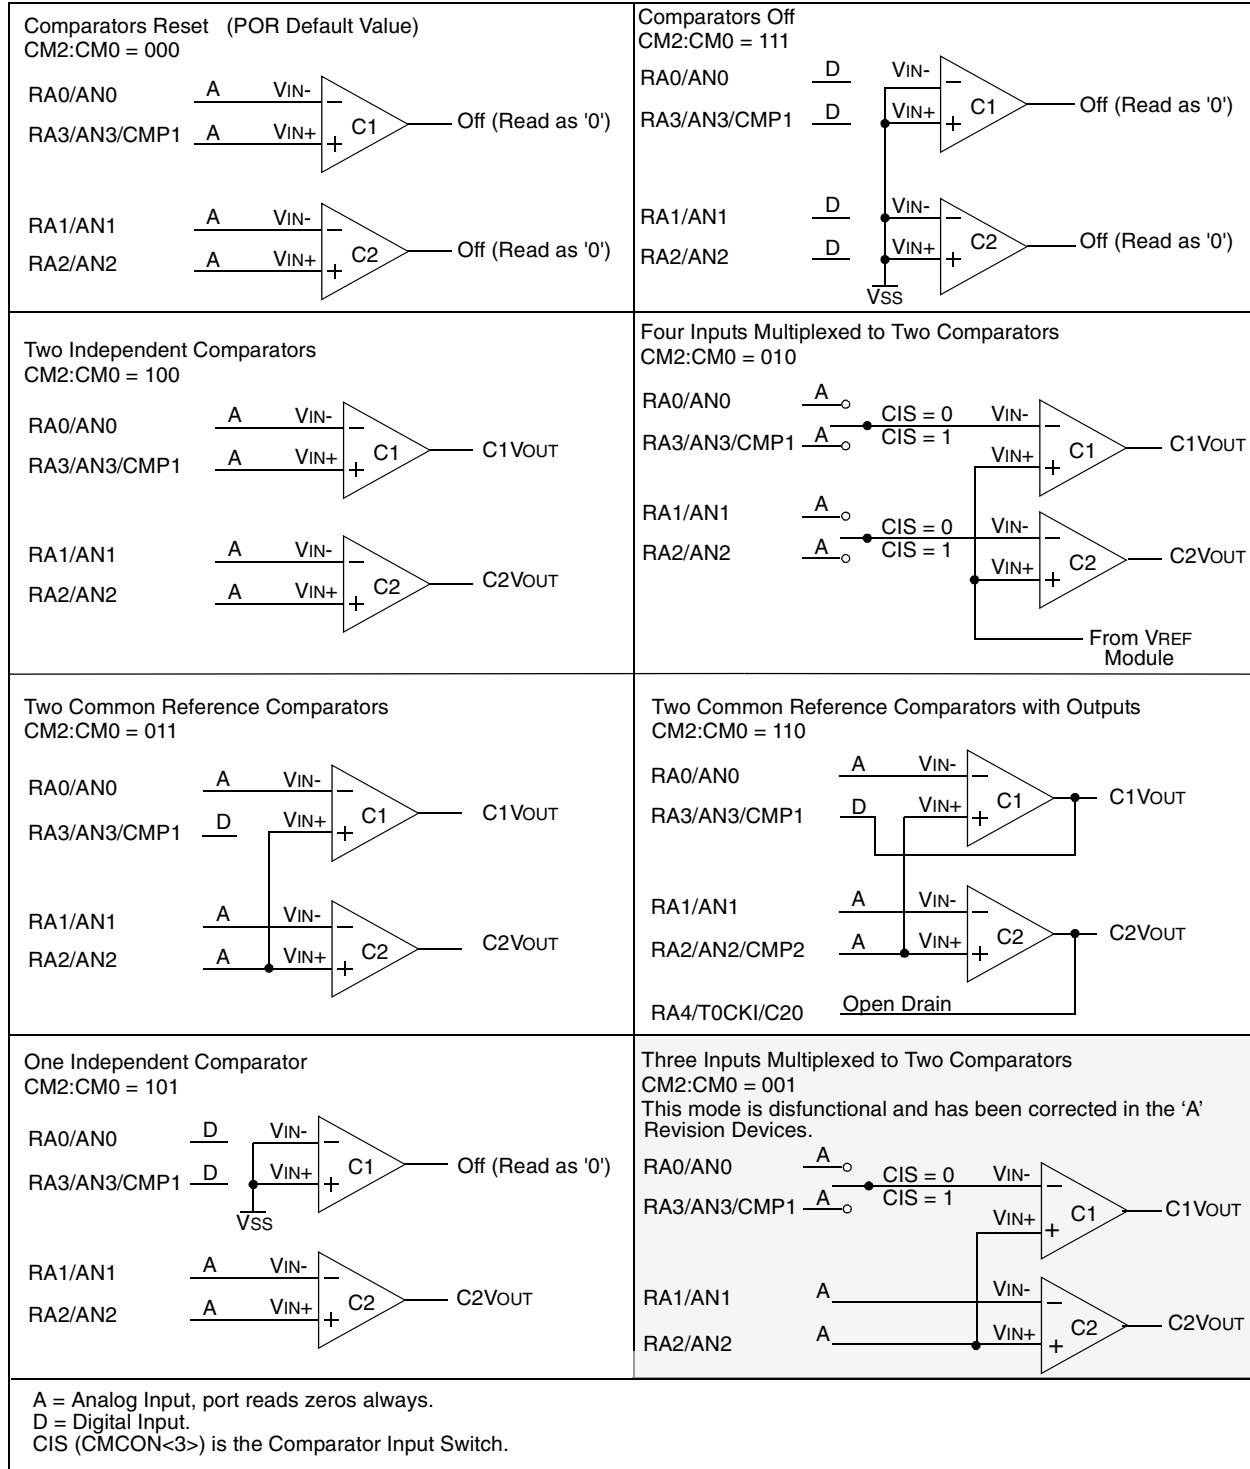 Comparators Reset (POR Default Value)
CM2:CM0 = 000
RA0/AN0 A VIN- −
RA3/AN3/CMP1 A VIN+ + C1 Off (Read as '0')
RA1/AN1 A VIN- −
RA2/AN2 A VIN+ + C2 Off (Read as '0')
Comparators Off
CM2:CM0 = 111
RA0/AN0 D VIN- −
RA3/AN3/CMP1 D VIN+ + C1 Off (Read as '0')
RA1/AN1 D VIN- −
RA2/AN2 D VIN+ + C2 Off (Read as '0')
VSS
Two Independent Comparators
CM2:CM0 = 100
RA0/AN0 A VIN- −
RA3/AN3/CMP1 A VIN+ + C1 C1VOUT
RA1/AN1 A VIN- −
RA2/AN2 A VIN+ + C2 C2VOUT
Four Inputs Multiplexed to Two Comparators
CM2:CM0 = 010
RA0/AN0 A CIS = 0 VIN- −
RA3/AN3/CMP1 A CIS = 1 VIN+ + C1 C1VOUT
RA1/AN1 A CIS = 0 VIN- −
RA2/AN2 A CIS = 1 VIN+ + C2 C2VOUT
From VREF
Module
Two Common Reference Comparators
CM2:CM0 = 011
RA0/AN0 A VIN- −
RA3/AN3/CMP1 D VIN+ + C1 C1VOUT
RA1/AN1 A VIN- −
RA2/AN2 A VIN+ + C2 C2VOUT
Two Common Reference Comparators with Outputs
CM2:CM0 = 110
RA0/AN0 A VIN- −
RA3/AN3/CMP1 D VIN+ + C1 C1VOUT
RA1/AN1 A VIN- −
RA2/AN2/CMP2 A VIN+ + C2 C2VOUT
RA4/T0CKI/C20 Open Drain
One Independent Comparator
CM2:CM0 = 101
RA0/AN0 D VIN- −
RA3/AN3/CMP1 D VIN+ + C1 Off (Read as '0')
VSS
RA1/AN1 A VIN- −
RA2/AN2 A VIN+ + C2 C2VOUT
Three Inputs Multiplexed to Two Comparators
CM2:CM0 = 001
This mode is disfunctional and has been corrected in the ‘A’
Revision Devices.
RA0/AN0 A CIS = 0 VIN- −
RA3/AN3/CMP1 A CIS = 1 VIN+ + C1 C1VOUT
RA1/AN1 A VIN- −
RA2/AN2 A VIN+ + C2 C2VOUT
A = Analog Input, port reads zeros always.
D = Digital Input.
CIS (CMCON<3>) is the Comparator Input Switch.